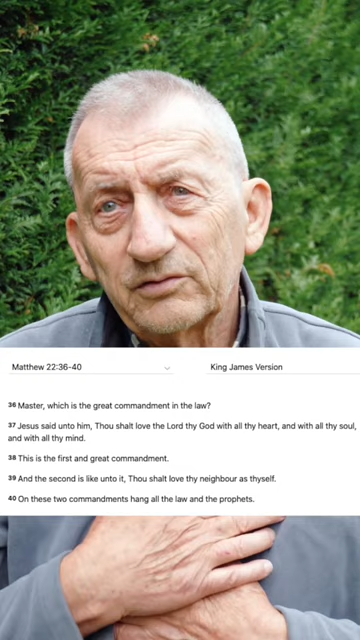 Matthew 22:36-40 King James Version
36 Master, which is the great commandment in the law?
37 Jesus said unto him, Thou shalt love the Lord thy God with all thy heart, and with all thy soul,
and with all thy mind.
38 This is the first and great commandment.
39 And the second is like unto it, Thou shalt love thy neighbour as thyself.
40 On these two commandments hang all the law and the prophets.